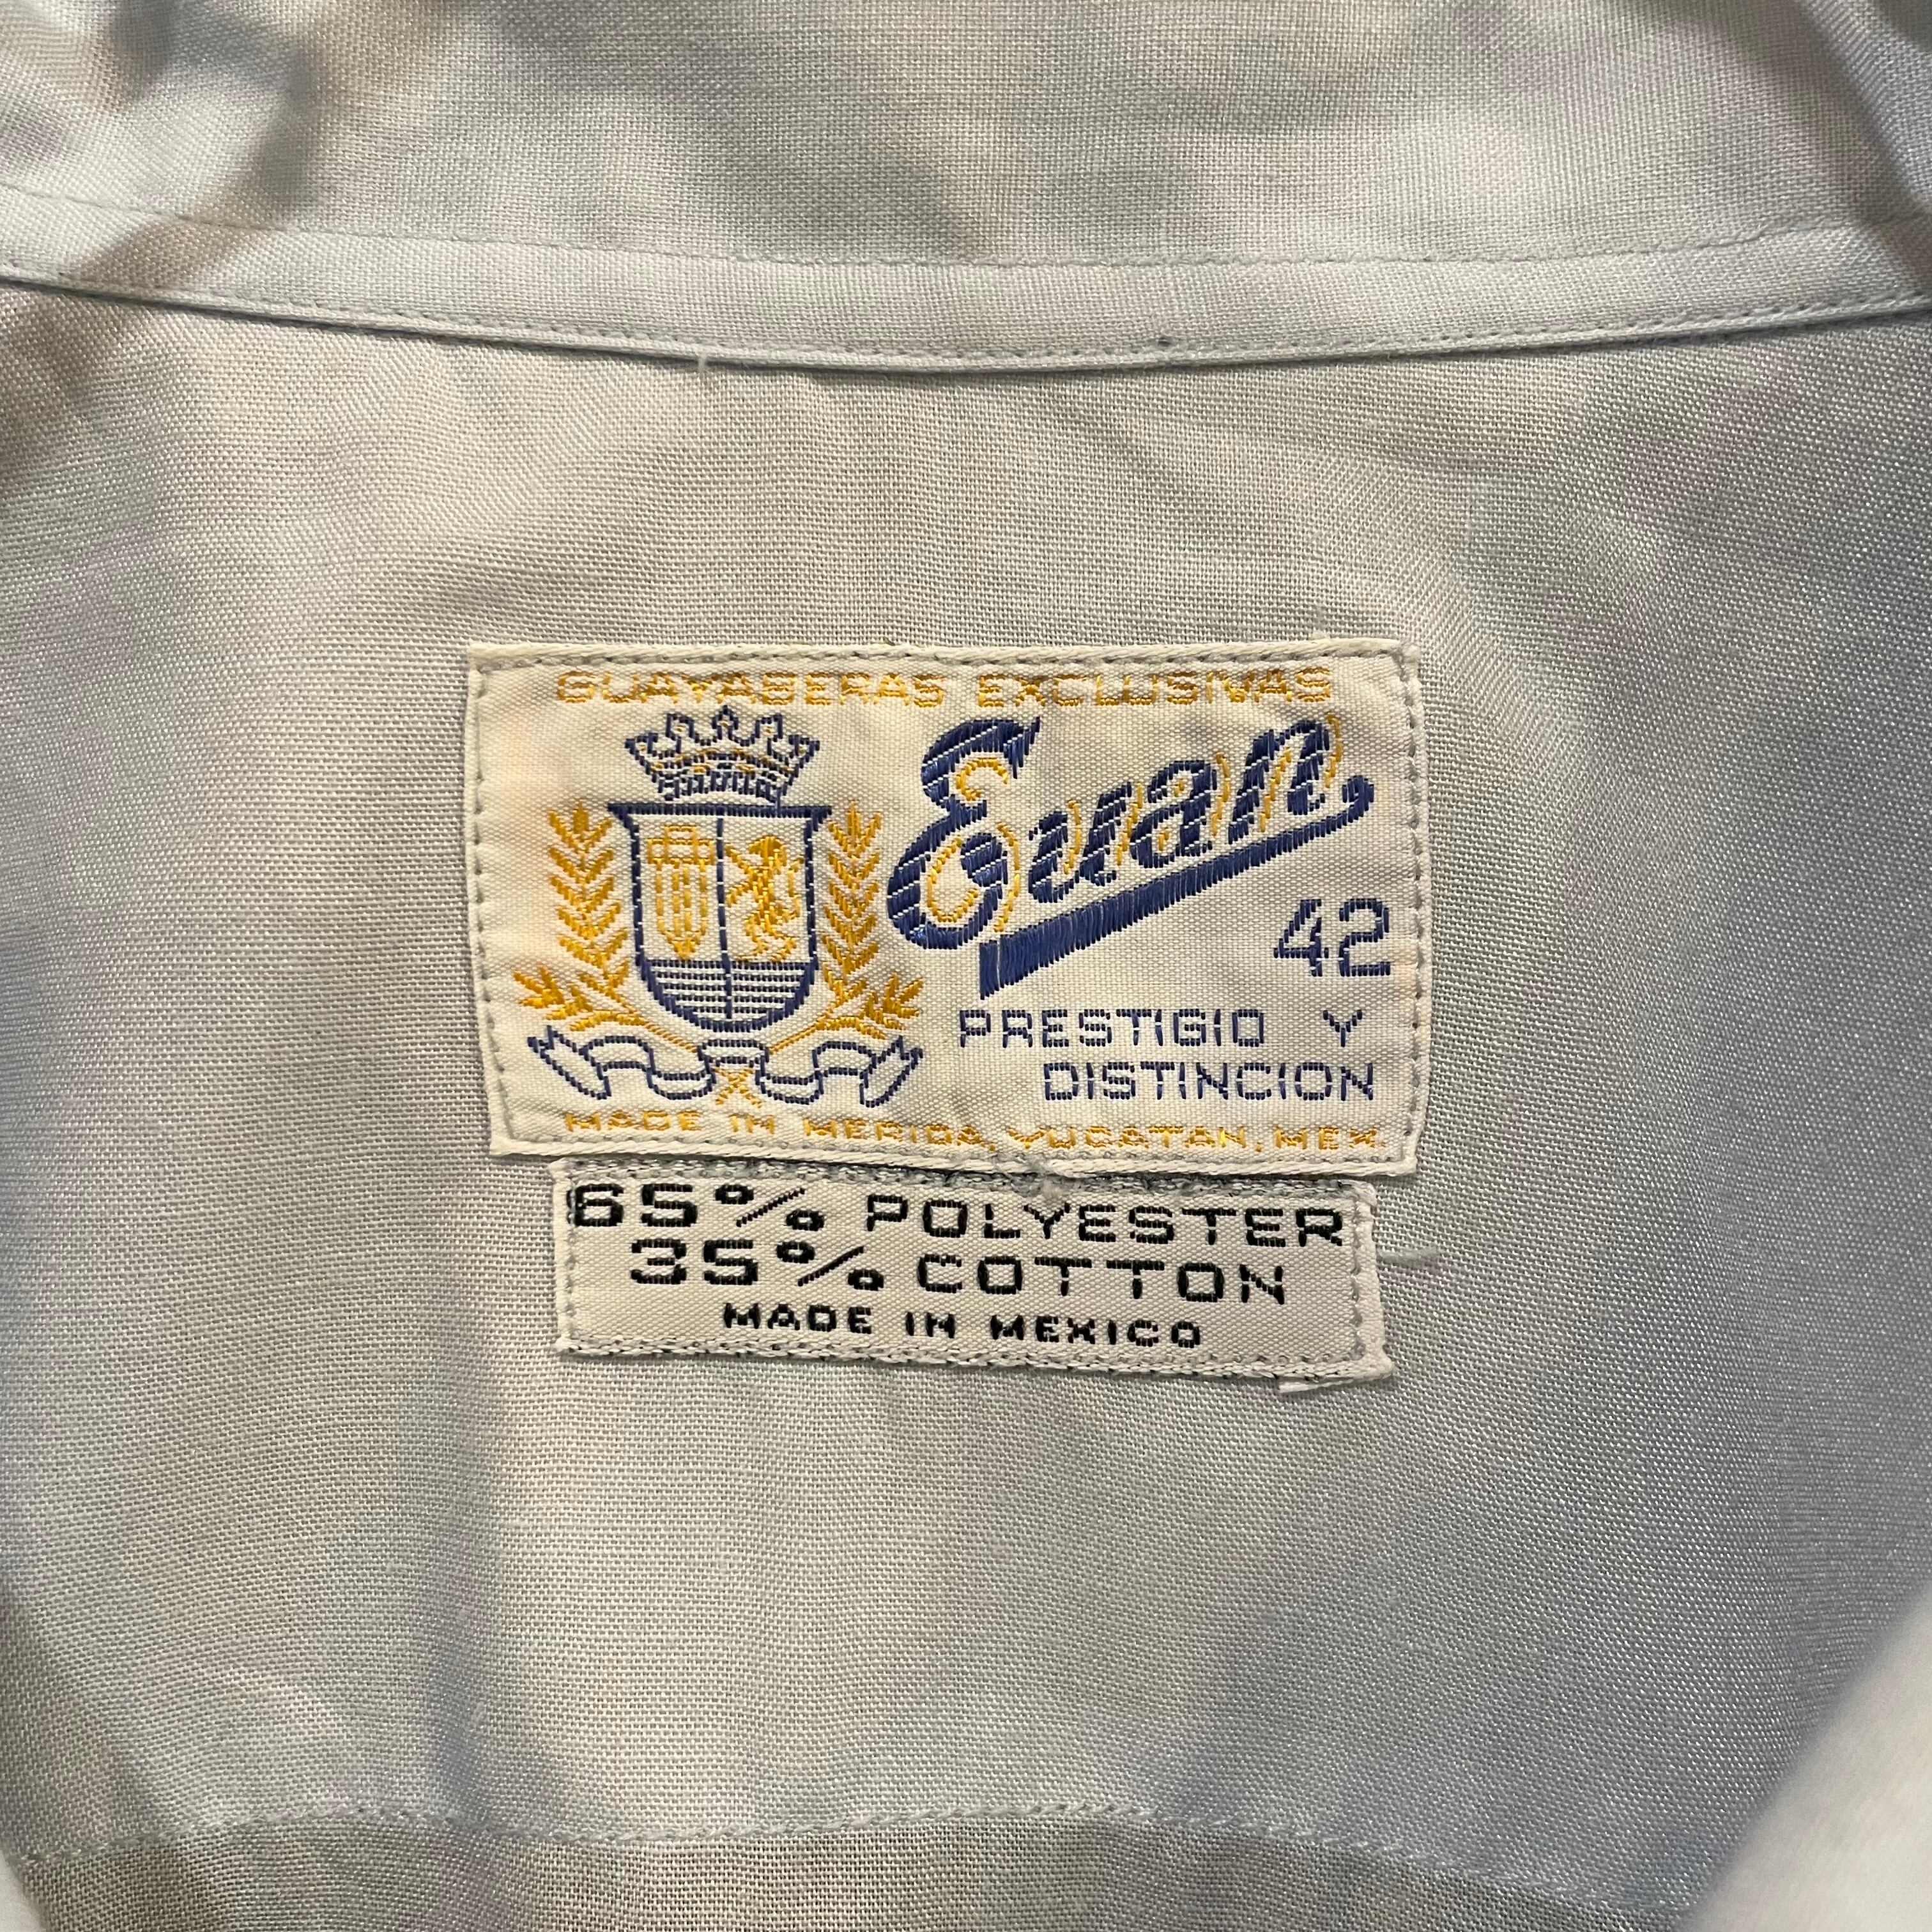 GUAYABERAS EXCLUSIVAS
Euan
42
PRESTIGIO Y
DISTINCION
MADE IN MERIDA, YUCATAN, MEX.
65% POLYESTER
35% COTTON
MADE IN MEXICO